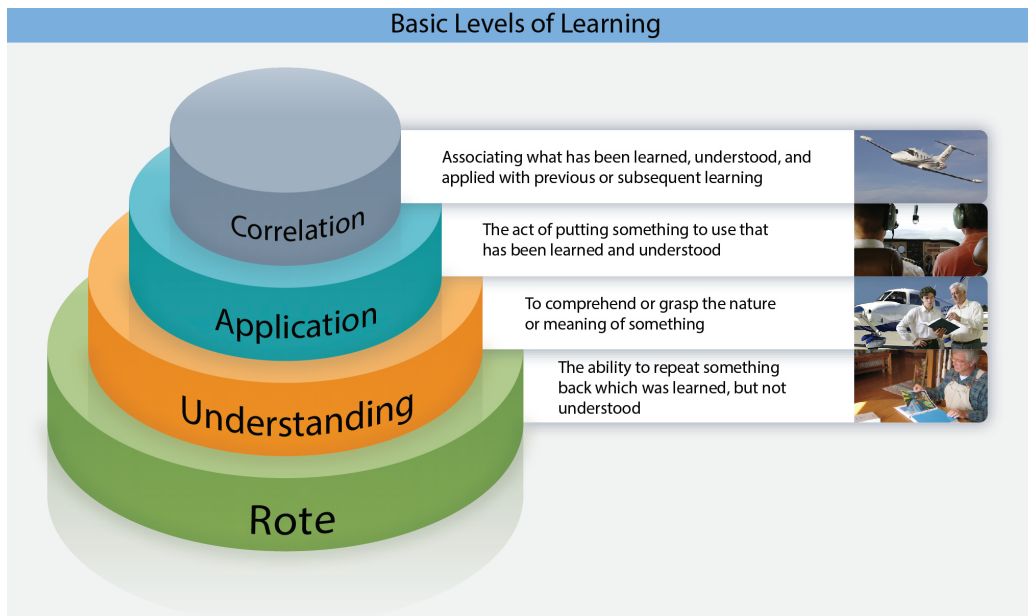 Basic Levels of Learning
Associating what has been learned, understood, and
applied with previous or subsequent learning
Correlation
The act of putting something to use that
has been learned and understood
Application
To comprehend or grasp the nature
or meaning of something
Understanding
The ability to repeat something
back which was learned, but not
understood
Rote